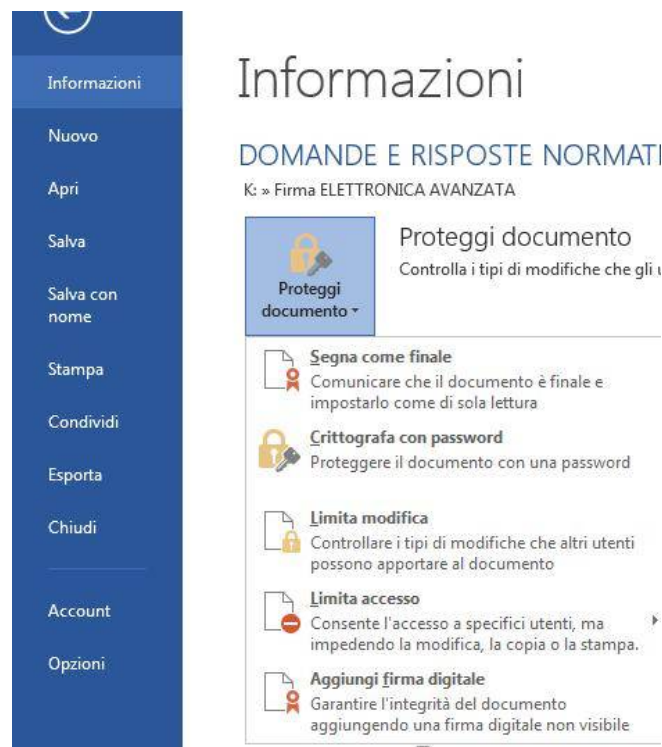 Informazioni
Nuovo
Apri
Salva
Salva con
nome
Stampa
Condividi
Esporta
Chiudi
Account
Opzioni
Informazioni
DOMANDE E RISPOSTE NORMATI
K: » Firma ELETTRONICA AVANZATA
Proteggi
documento
Proteggi documento
Controlla i tipi di modifiche che gli u
Segna come finale
Comunicare che il documento è finale e
impostarlo come di sola lettura
Crittografa con password
Proteggere il documento con una password
Limita modifica
Controllare i tipi di modifiche che altri utenti
possono apportare al documento
Limita accesso
Consente l'accesso a specifici utenti, ma
impedendo la modifica, la copia o la stampa.
Aggiungi firma digitale
Garantire l'integrità del documento
aggiungendo una firma digitale non visibile